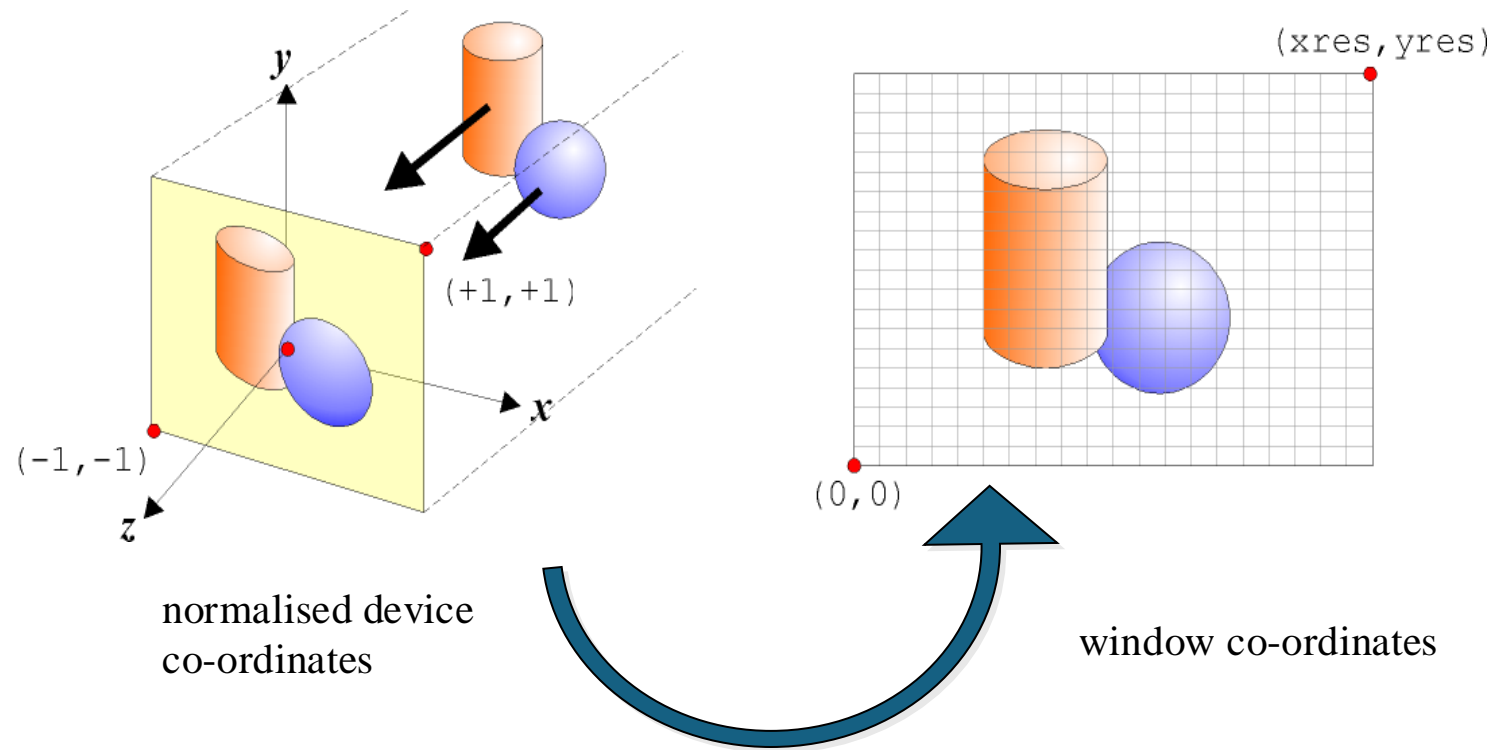 (xres,yres)
y
(+1,+1)
x
(-1,-1)
(0,0)
z
normalised device
co-ordinates
window co-ordinates